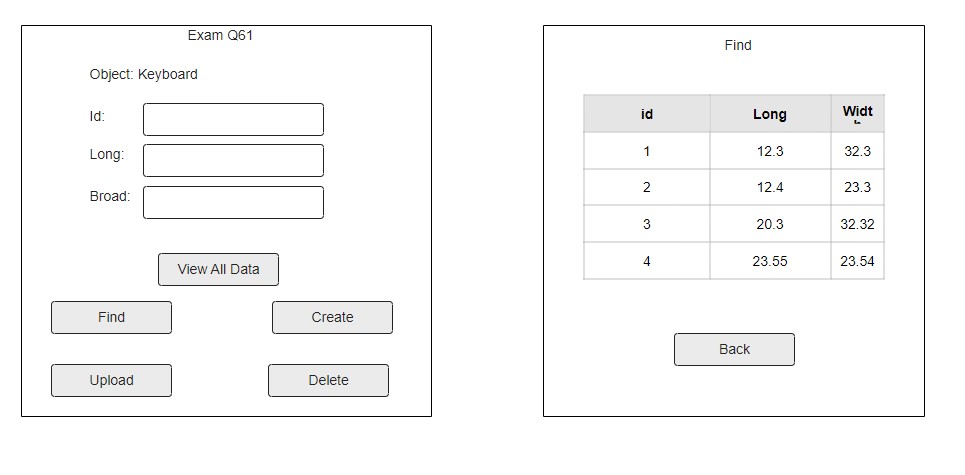 Exam Q61
Object: Keyboard
Id:
Long:
Broad:
View All Data
Find Create
Upload Delete
Find
id Long Width
1 12.3 32.3
2 12.4 23.3
3 20.3 32.32
4 23.55 23.54
Back